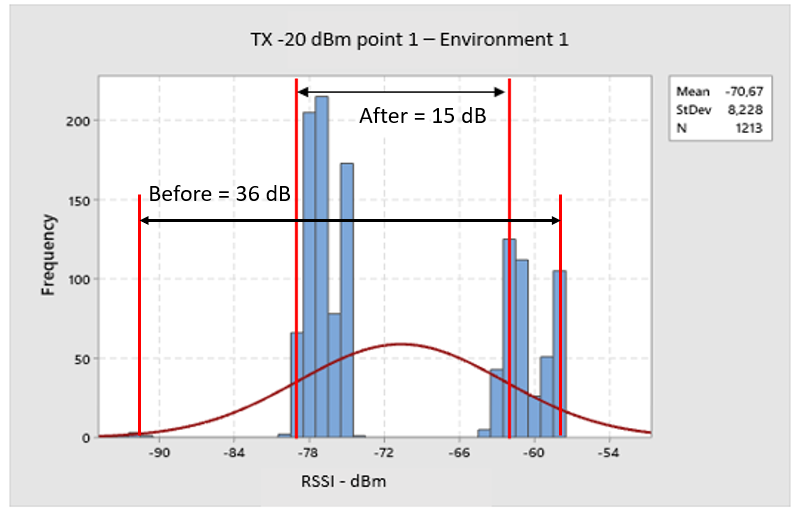 TX -20 dBm point 1 – Environment 1
Mean -70,67
StDev 8,228
N 1213
After = 15 dB
Before = 36 dB
Frequency
200
150
100
50
0
-90 -84 -78 -72 -66 -60 -54
RSSI - dBm